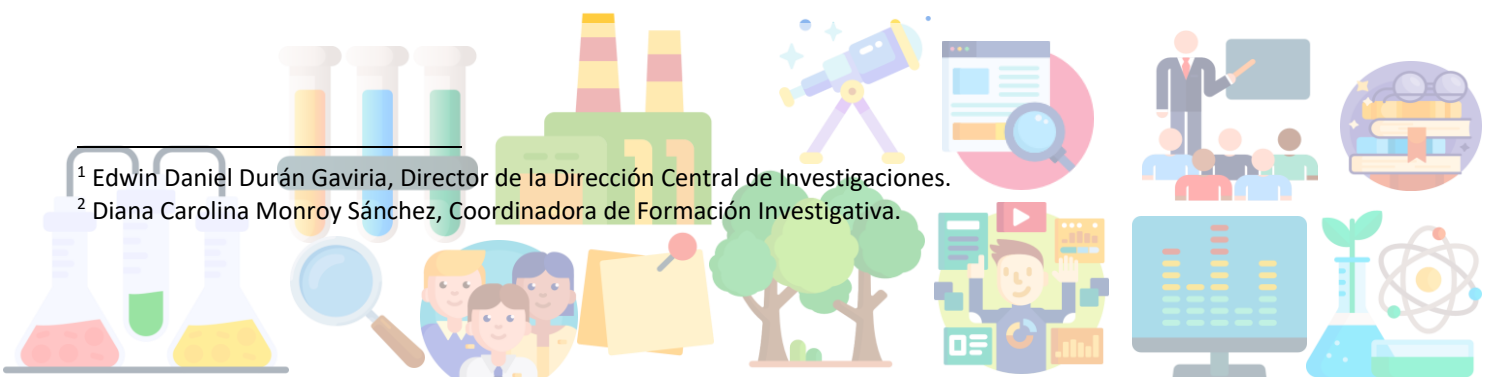 ¹ Edwin Daniel Durán Gaviria, Director de la Dirección Central de Investigaciones.
² Diana Carolina Monroy Sánchez, Coordinadora de Formación Investigativa.